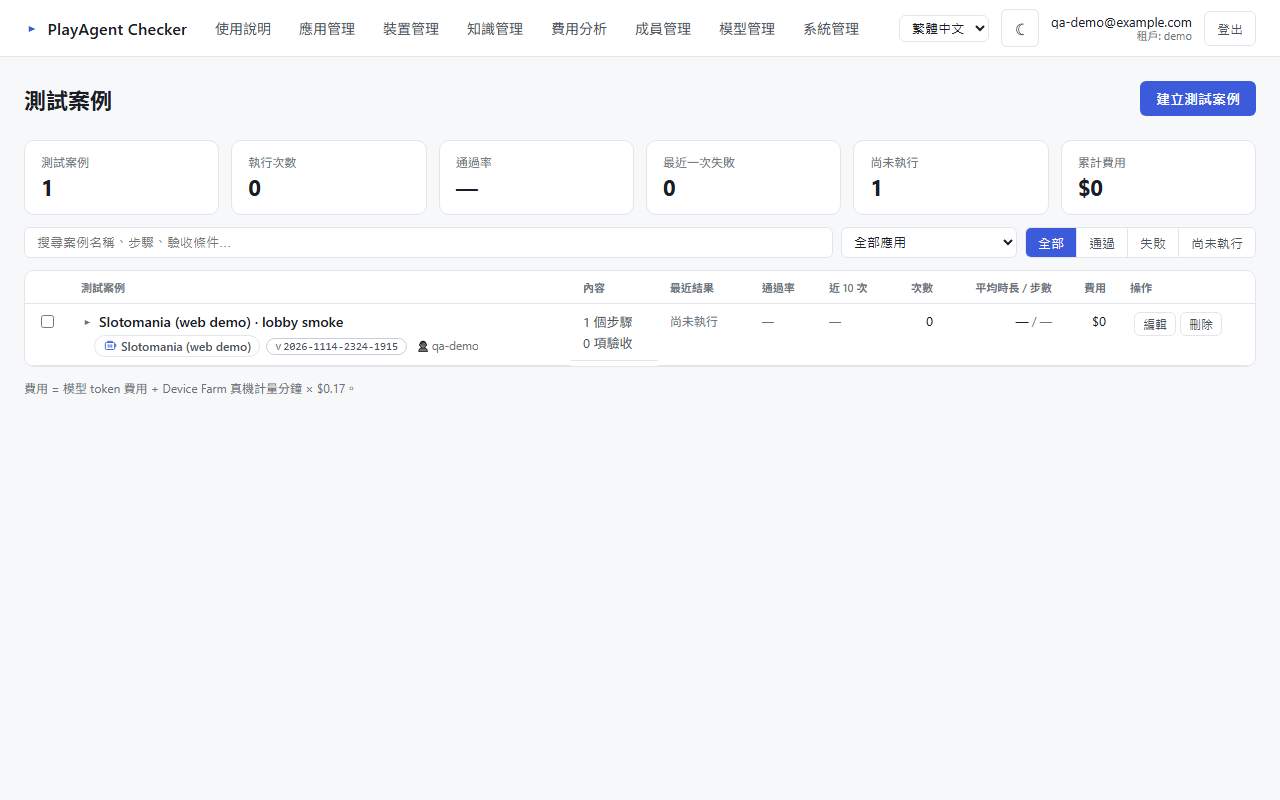 PlayAgent Checker 使用說明 應用管理 裝置管理 知識管理 費用分析 成員管理 模型管理 系統管理 繁體中文 qa-demo@example.com 登出
租戶: demo
測試案例 建立測試案例
測試案例 執行次數 通過率 最近一次失敗 尚未執行 累計費用
1 0 — 0 1 $0
搜尋案例名稱、步驟、驗收條件... 全部應用 全部 通過 失敗 尚未執行
測試案例 內容 最近結果 通過率 近 10 次 次數 平均時長 / 步數 費用 操作
Slotomania (web demo) · lobby smoke 1 個步驟 尚未執行 — — 0 — / — $0 編輯 刪除
Slotomania (web demo) v 2026-1114-2324-1915 qa-demo 0 項驗收
費用 = 模型 token 費用 + Device Farm 真機計量分鐘 × $0.17。